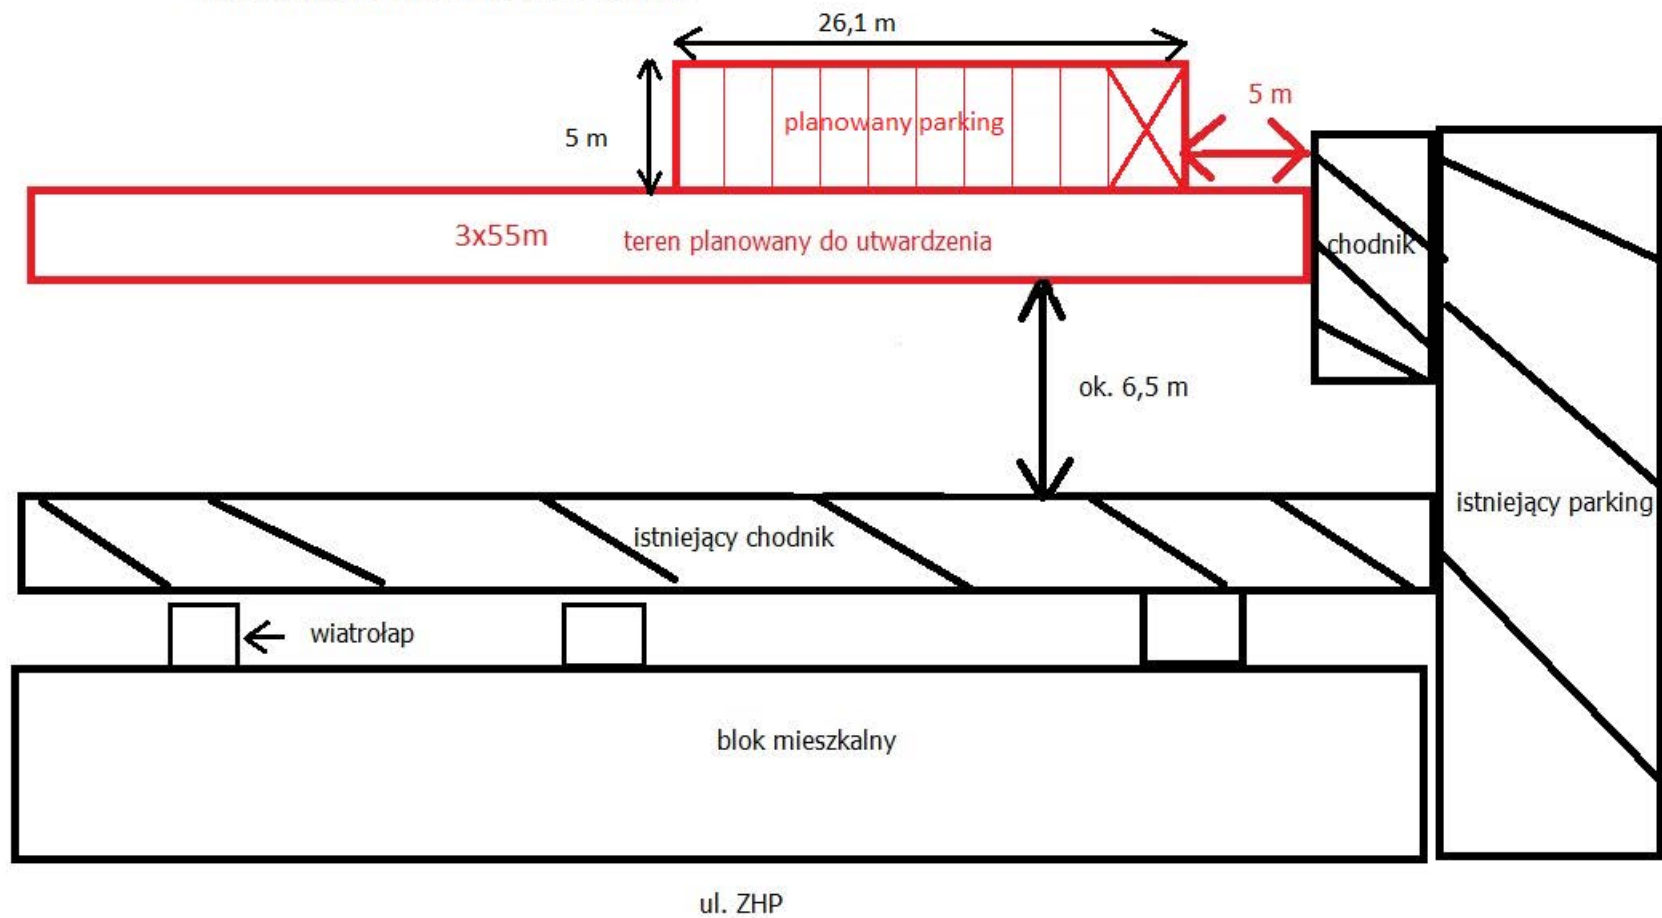 26,1 m
5 m
5 m
planowany parking
3x55m
teren planowany do utwardzenia
chodnik
ok. 6,5 m
istniejący parking
istniejący chodnik
wiatrołap
blok mieszkalny
ul. ZHP